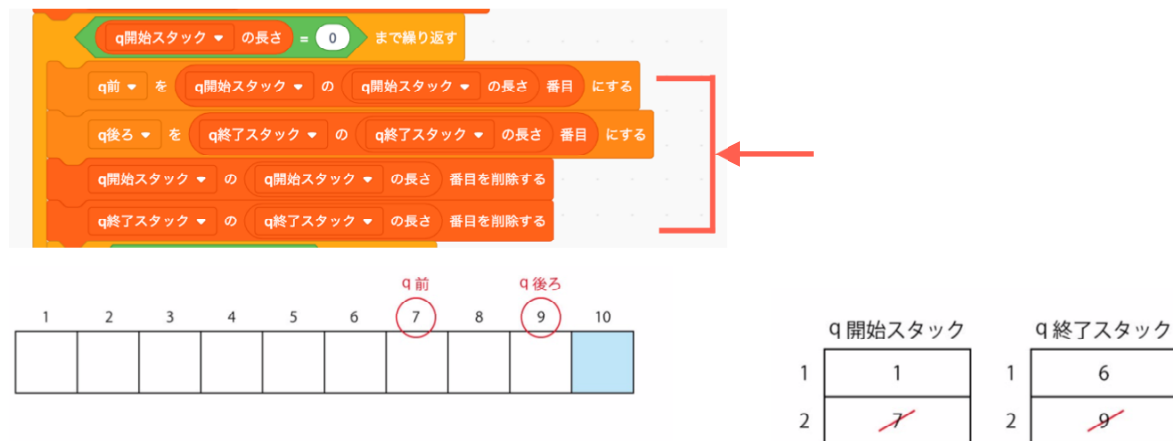 q開始スタック の長さ = 0 まで繰り返す
q前 を q開始スタック の q開始スタック の長さ 番目 にする
q後ろ を q終了スタック の q終了スタック の長さ 番目 にする
q開始スタック の q開始スタック の長さ 番目を削除する
q終了スタック の q終了スタック の長さ 番目を削除する
q前 q後ろ
1 2 3 4 5 6 7 8 9 10
q開始スタック q終了スタック
1 1 1 6
2 7 2 9